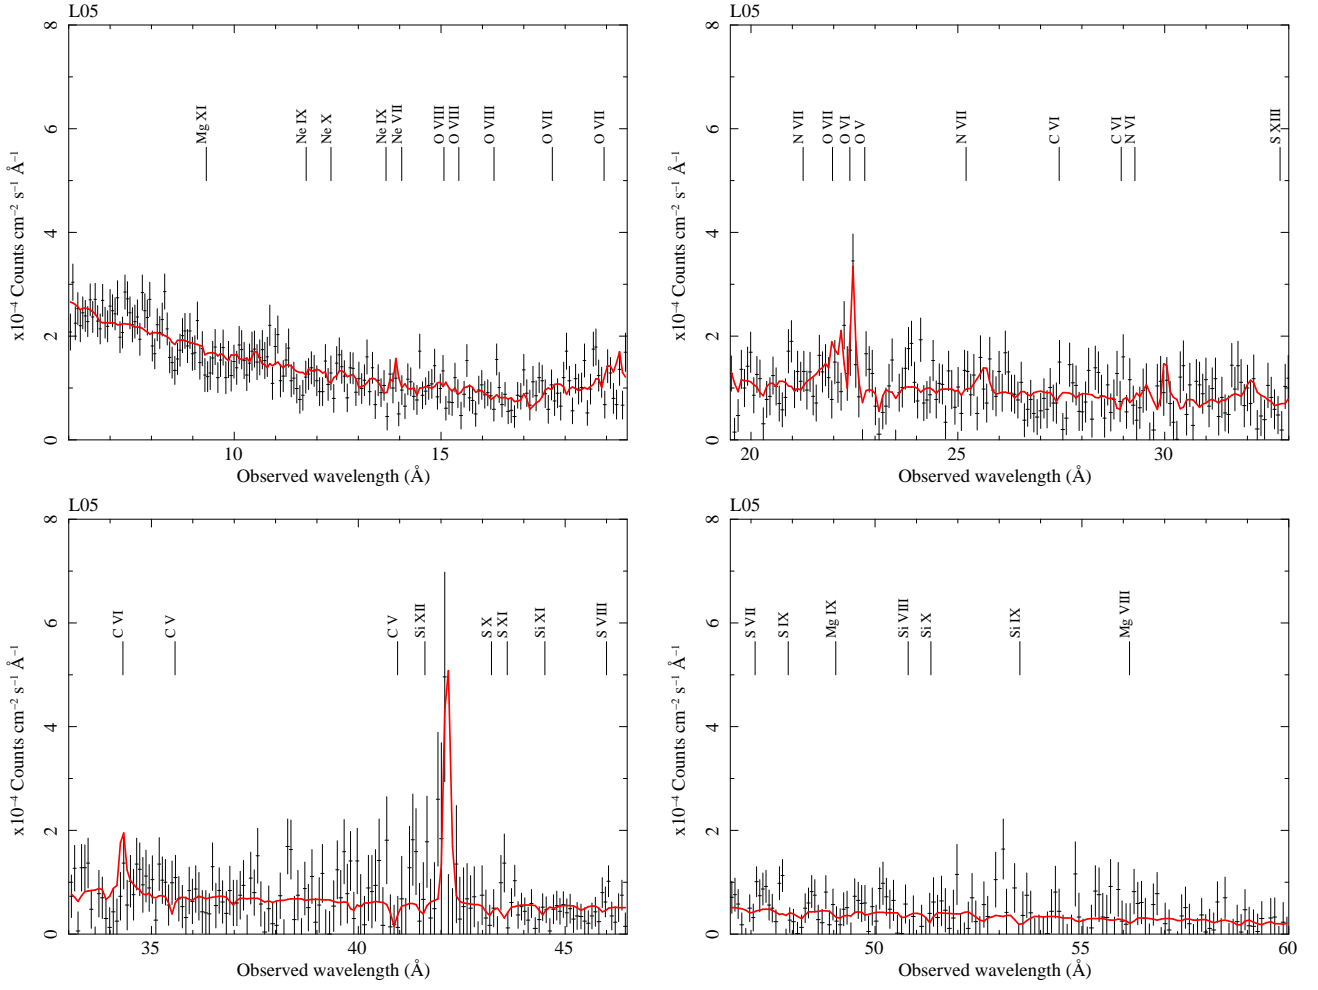 L05
x10⁻⁴ Counts cm⁻² s⁻¹ Å⁻¹
0 2 4 6 8
Mg XI Ne IX Ne X Ne IX Ne VII O VIII O VIII O VIII O VII O VII
10 15
Observed wavelength (Å)
L05
x10⁻⁴ Counts cm⁻² s⁻¹ Å⁻¹
0 2 4 6 8
N VII O VII O VI O V N VII C VI C VI N VI S XIII
20 25 30
Observed wavelength (Å)
L05
x10⁻⁴ Counts cm⁻² s⁻¹ Å⁻¹
0 2 4 6 8
C VI C V C V Si XII S X S XI Si XI S VIII
35 40 45
Observed wavelength (Å)
L05
x10⁻⁴ Counts cm⁻² s⁻¹ Å⁻¹
0 2 4 6 8
S VII S IX Mg IX Si VIII Si X Si IX Mg VIII
50 55 60
Observed wavelength (Å)